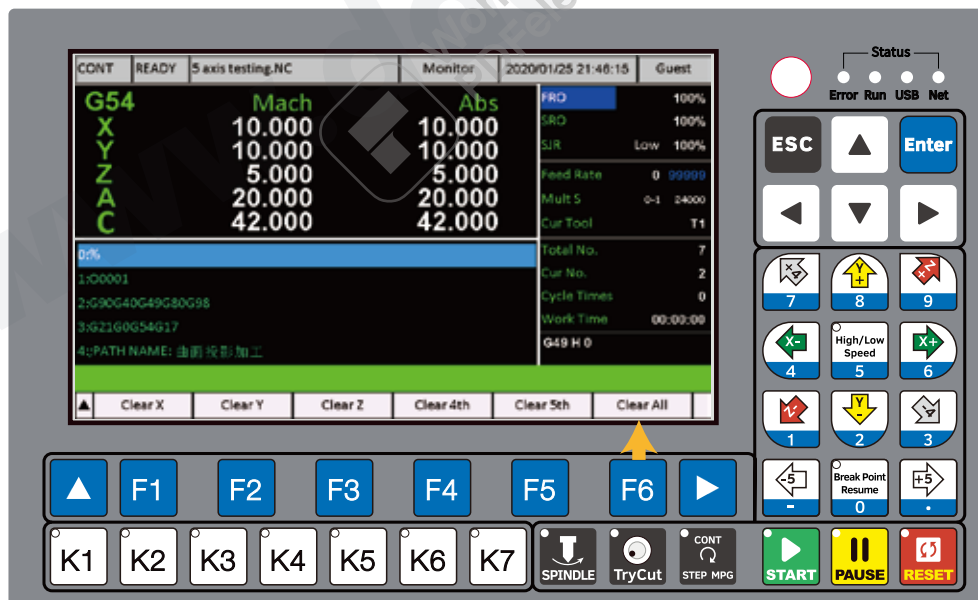 CONT READY 5 axis testing.NC Monitor 2020/01/25 21:46:15 Guest
G54 Mach Abs
X 10.000 10.000
Y 10.000 10.000
Z 5.000 5.000
A 20.000 20.000
C 42.000 42.000
FRO 100%
SRO 100%
SJR Low 100%
Feed Rate 0 99999
Mult S 0-1 24000
Cur Tool T1
Total No. 7
Cur No. 2
Cycle Times 0
Work Time 00:00:00
G49 H 0
0:%
1:O0001
2:G90G40G49G80G98
3:G21G0G54G17
4:;PATH NAME: 曲面投影加工
Clear X Clear Y Clear Z Clear 4th Clear 5th Clear All
Status
Error Run USB Net
ESC Enter
7 Y+ 8 Z+ 9
X- 4 High/Low Speed 5 X+ 6
Z- 1 Y- 2 3
-5 - Break Point Resume 0 +5 .
F1 F2 F3 F4 F5 F6
K1 K2 K3 K4 K5 K6 K7
SPINDLE TryCut CONT STEP MPG
START PAUSE RESET